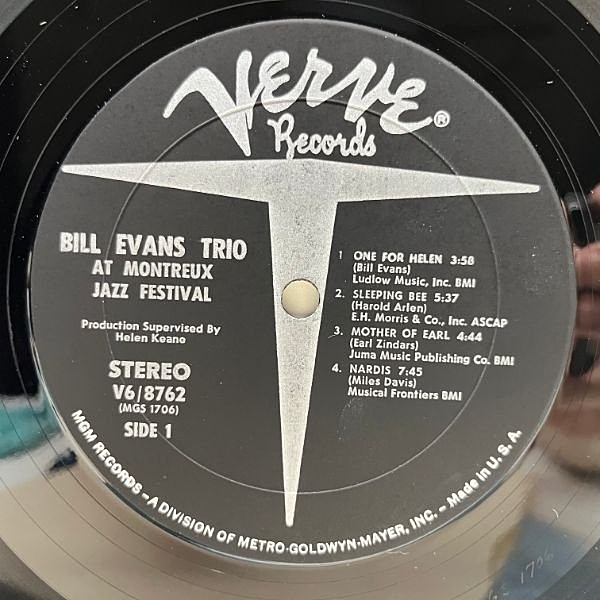 Verve®
Records
BILL EVANS TRIO
AT MONTREUX
JAZZ FESTIVAL
Production Supervised By
Helen Keane
STEREO
V6/8762
(MGS 1706)
SIDE 1
1 ONE FOR HELEN 3:58
(Bill Evans)
Ludlow Music, Inc. BMI
2. SLEEPING BEE 5:37
(Harold Arlen)
E.H. Morris & Co., Inc. ASCAP
3. MOTHER OF EARL 4:44
(Earl Zindars)
Juma Music Publishing Co. BMI
4. NARDIS 7:45
(Miles Davis)
Musical Frontiers BMI
MGM RECORDS – A DIVISION OF METRO-GOLDWYN-MAYER, INC. – Made in U. S. A.
1706